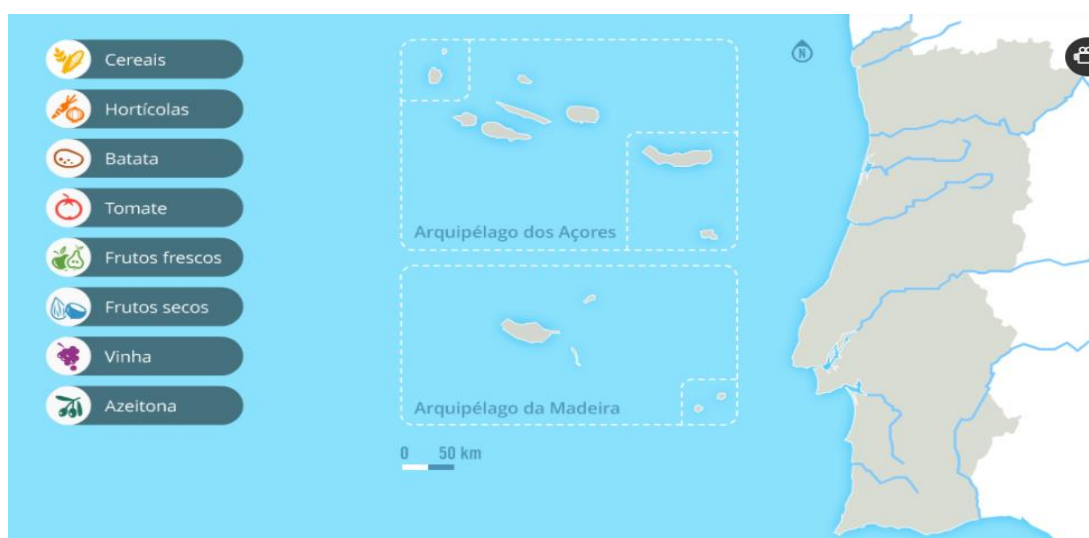 Cereais
Hortícolas
Batata
Tomate
Frutos frescos
Frutos secos
Vinha
Azeitona
Arquipélago dos Açores
Arquipélago da Madeira
0 50 km
N